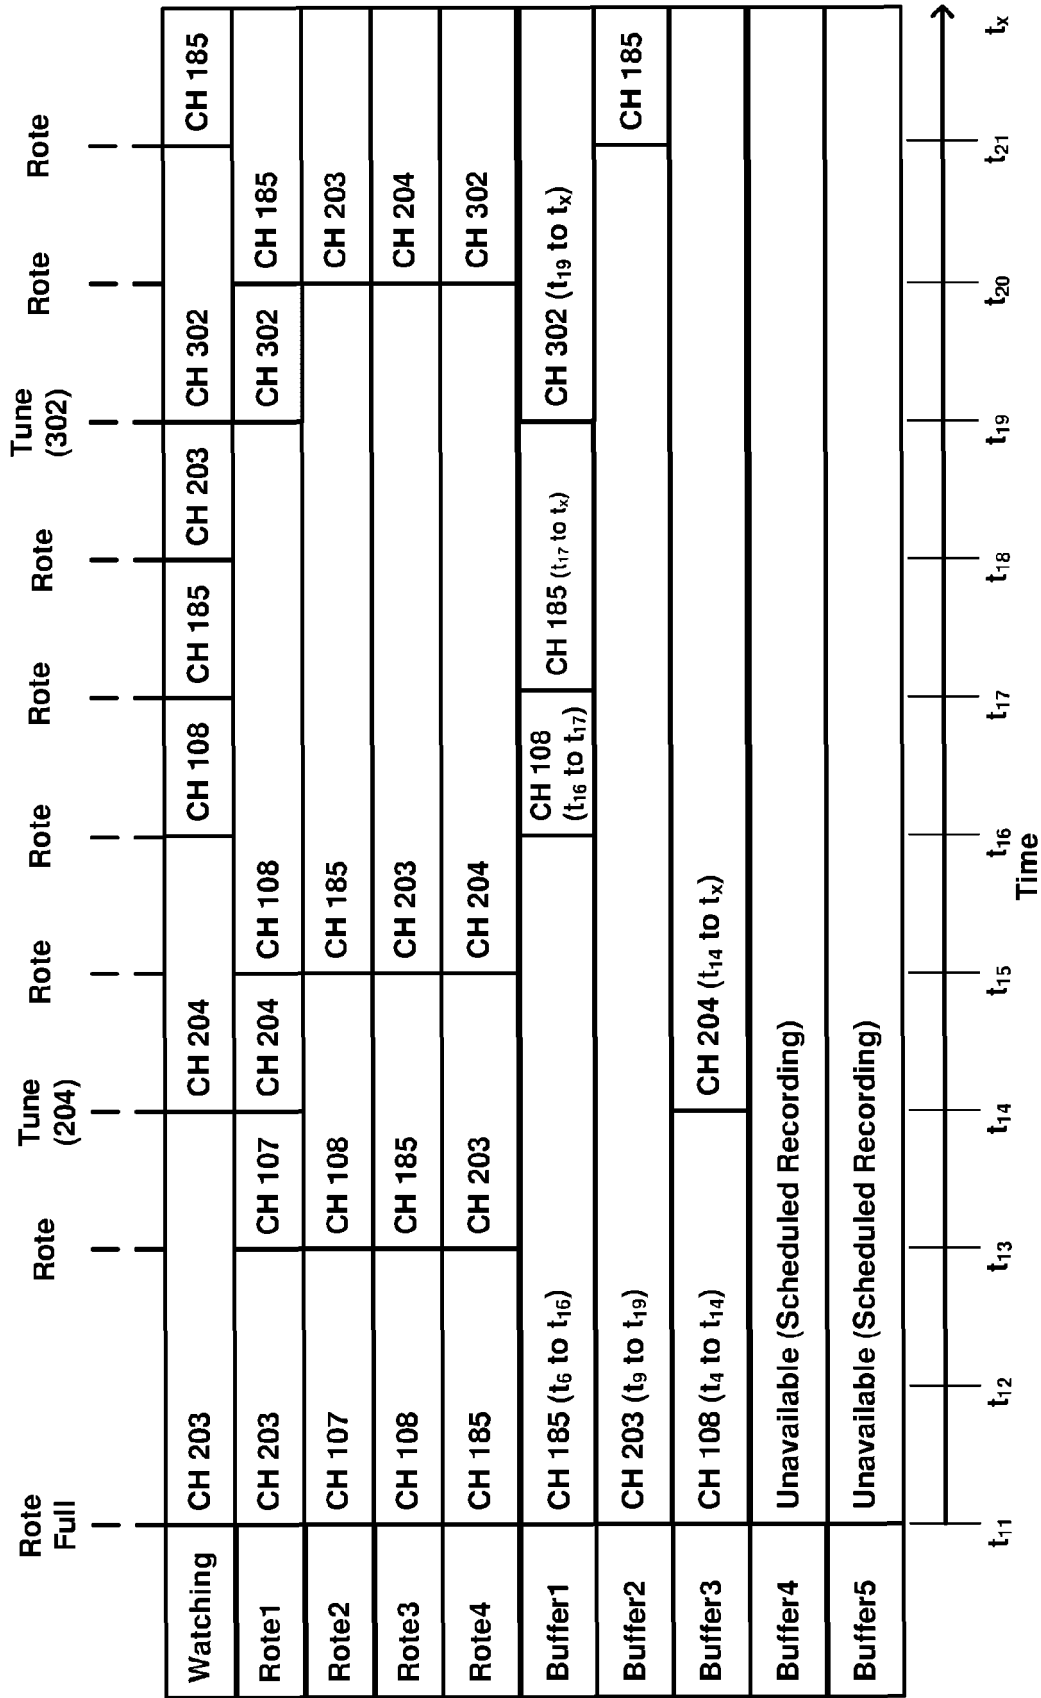 Rote Full
Rote
Tune (204)
Rote
Rote
Rote
Rote
Tune (302)
Rote
Rote
Watching
CH 203
CH 204
CH 108
CH 185
CH 203
CH 302
CH 185
Rote1
CH 203
CH 107
CH 204
CH 108
CH 302
CH 185
Rote2
CH 107
CH 108
CH 185
CH 203
Rote3
CH 108
CH 185
CH 203
CH 204
Rote4
CH 185
CH 203
CH 204
CH 302
Buffer1
CH 185 (t6 to t16)
CH 108
(t16 to t17)
CH 185 (t17 to tx)
CH 302 (t19 to tx)
Buffer2
CH 203 (t9 to t19)
CH 185
Buffer3
CH 108 (t4 to t14)
CH 204 (t14 to tx)
Buffer4
Unavailable (Scheduled Recording)
Buffer5
Unavailable (Scheduled Recording)
t11
t12
t13
t14
t15
t16
t17
t18
t19
t20
t21
tx
Time